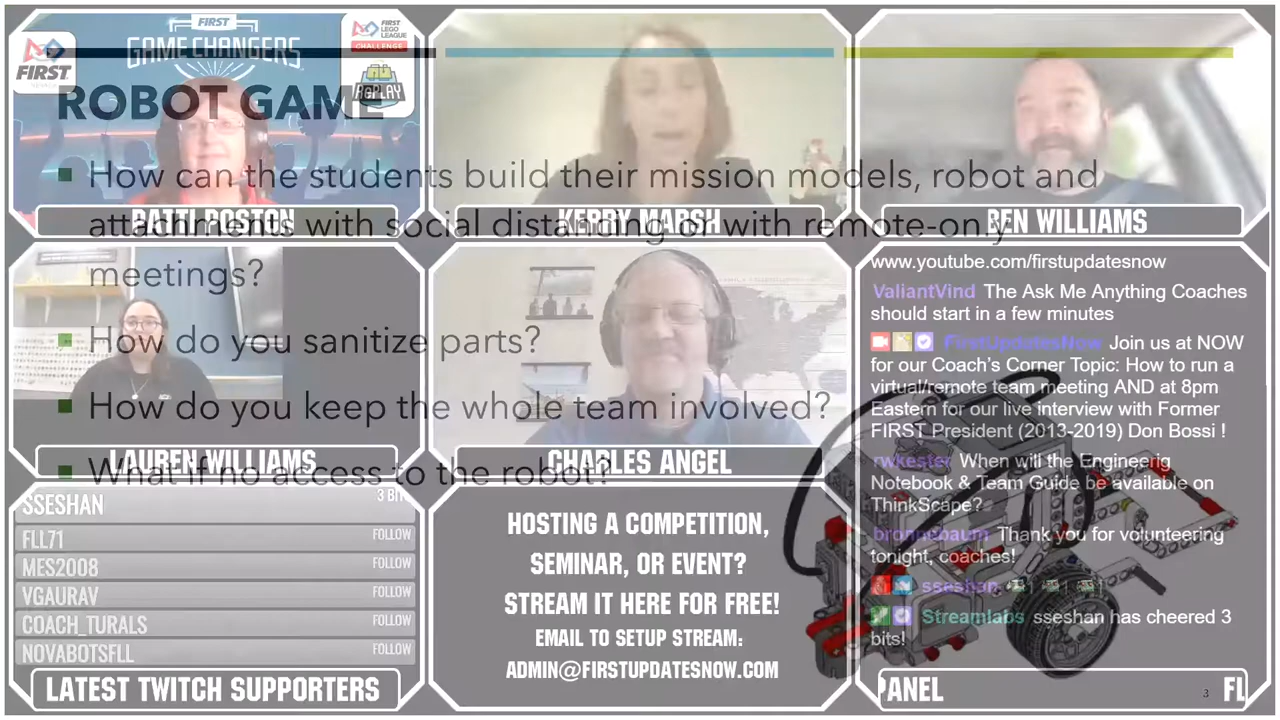 FIRST
GAME CHANGERS
FIRST
FIRST
LEGO
LEAGUE
CHALLENGE
RePLAY
ROBOT GAME
How can the students build their mission models, robot and
attachments with social distancing or with remote-only
meetings?
How do you sanitize parts?
How do you keep the whole team involved?
What if no access to the robot?
PATTI POSTON
KERRY MARSH
BEN WILLIAMS
LAUREN WILLIAMS
CHARLES ANGEL
www.youtube.com/firstupdatesnow
ValiantVind The Ask Me Anything Coaches
should start in a few minutes
FirstUpdatesNow Join us at NOW
for our Coach's Corner Topic: How to run a
virtual/remote team meeting AND at 8pm
Eastern for our live interview with Former
FIRST President (2013-2019) Don Bossi !
rwkester When will the Engineerig
Notebook & Team Guide be available on
ThinkScape?
Thank you for volunteering
tonight, coaches!
sseshan
Streamlabs sseshan has cheered 3
bits!
SSESHAN 3 BIT
FLL71 FOLLOW
MES2008 FOLLOW
VGAURAV FOLLOW
COACH_TURALS FOLLOW
NOVABOTSFLL FOLLOW
LATEST TWITCH SUPPORTERS
HOSTING A COMPETITION,
SEMINAR, OR EVENT?
STREAM IT HERE FOR FREE!
EMAIL TO SETUP STREAM:
ADMIN@FIRSTUPDATESNOW.COM
PANEL 3 FL